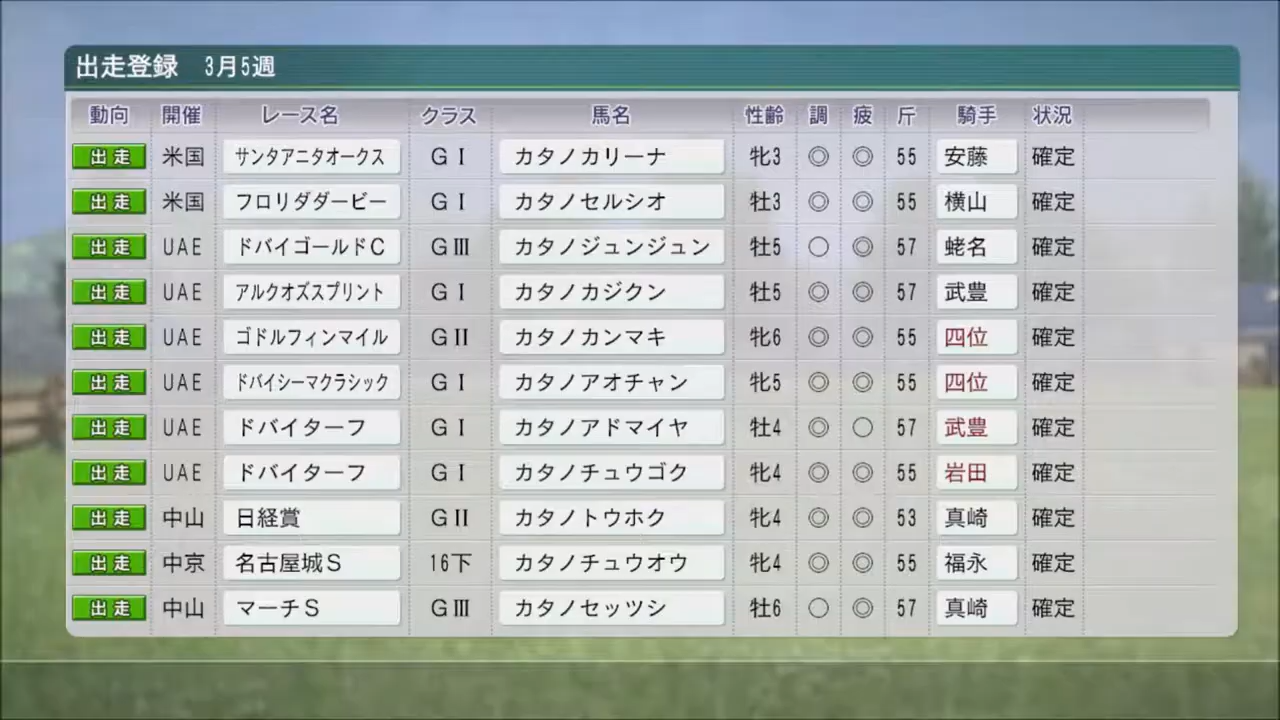 出走登録 3月5週
動向 開催 レース名 クラス 馬名 性齢 調 疲 斤 騎手 状況
出走 米国 サンタアニタオークス GⅠ カタノカリーナ 牝3 ◎ ◎ 55 安藤 確定
出走 米国 フロリダダービー GⅠ カタノセルシオ 牡3 ◎ ◎ 55 横山 確定
出走 UAE ドバイゴールドC GⅢ カタノジュンジュン 牡5 ○ ◎ 57 蛯名 確定
出走 UAE アルクオズスプリント GⅠ カタノカジクン 牡5 ◎ ◎ 57 武豊 確定
出走 UAE ゴドルフィンマイル GⅡ カタノカンマキ 牝6 ◎ ◎ 55 四位 確定
出走 UAE ドバイシーマクラシック GⅠ カタノアオチャン 牝5 ◎ ◎ 55 四位 確定
出走 UAE ドバイターフ GⅠ カタノアドマイヤ 牡4 ◎ ○ 57 武豊 確定
出走 UAE ドバイターフ GⅠ カタノチュウゴク 牝4 ◎ ◎ 55 岩田 確定
出走 中山 日経賞 GⅡ カタノトウホク 牝4 ◎ ◎ 53 真崎 確定
出走 中京 名古屋城S 16下 カタノチュウオウ 牝4 ◎ ◎ 55 福永 確定
出走 中山 マーチS GⅢ カタノセッツシ 牡6 ○ ◎ 57 真崎 確定